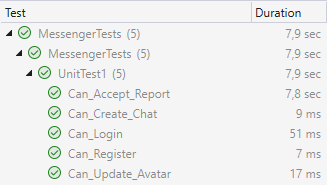 Test Duration
MessengerTests (5) 7,9 sec
MessengerTests (5) 7,9 sec
UnitTest1 (5) 7,9 sec
Can_Accept_Report 7,8 sec
Can_Create_Chat 9 ms
Can_Login 51 ms
Can_Register 7 ms
Can_Update_Avatar 17 ms